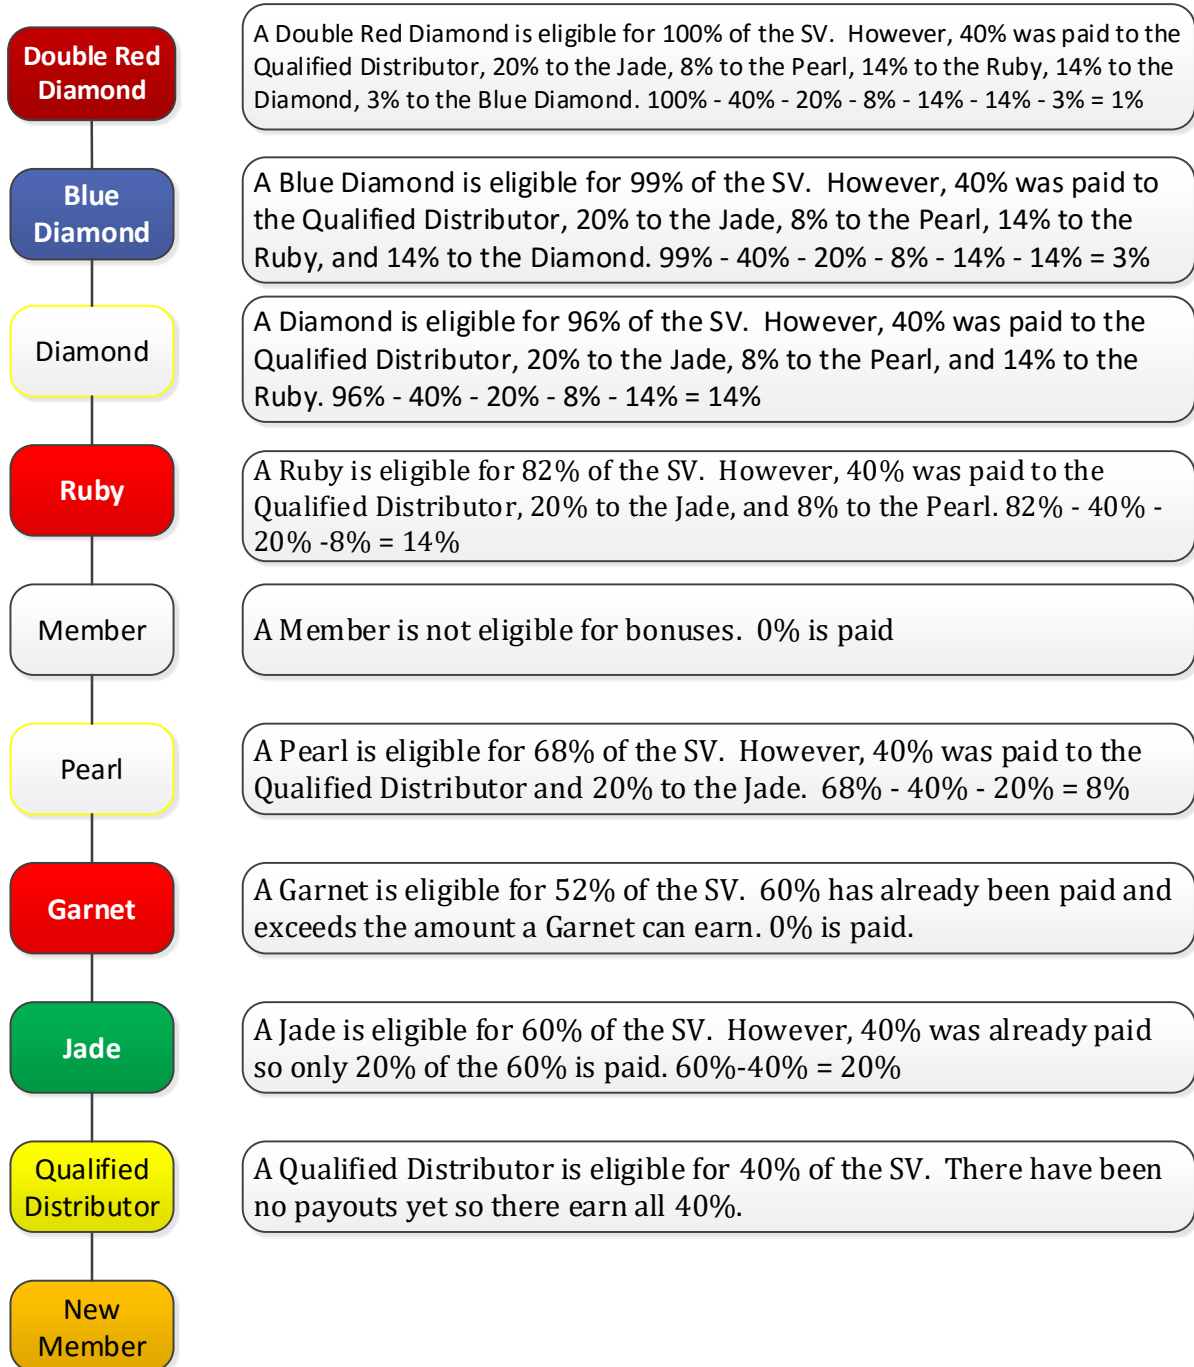 Double Red
Diamond
A Double Red Diamond is eligible for 100% of the SV.  However, 40% was paid to the
Qualified Distributor, 20% to the Jade, 8% to the Pearl, 14% to the Ruby, 14% to the
Diamond, 3% to the Blue Diamond. 100% - 40% - 20% - 8% - 14% - 14% - 3% = 1%
Blue
Diamond
A Blue Diamond is eligible for 99% of the SV.  However, 40% was paid to
the Qualified Distributor, 20% to the Jade, 8% to the Pearl, 14% to the
Ruby, and 14% to the Diamond. 99% - 40% - 20% - 8% - 14% - 14% = 3%
Diamond
A Diamond is eligible for 96% of the SV.  However, 40% was paid to the
Qualified Distributor, 20% to the Jade, 8% to the Pearl, and 14% to the
Ruby. 96% - 40% - 20% - 8% - 14% = 14%
Ruby
A Ruby is eligible for 82% of the SV.  However, 40% was paid to the
Qualified Distributor, 20% to the Jade, and 8% to the Pearl. 82% - 40% -
20% -8% = 14%
Member
A Member is not eligible for bonuses.  0% is paid
Pearl
A Pearl is eligible for 68% of the SV.  However, 40% was paid to the
Qualified Distributor and 20% to the Jade.  68% - 40% - 20% = 8%
Garnet
A Garnet is eligible for 52% of the SV.  60% has already been paid and
exceeds the amount a Garnet can earn. 0% is paid.
Jade
A Jade is eligible for 60% of the SV.  However, 40% was already paid
so only 20% of the 60% is paid. 60%-40% = 20%
Qualified
Distributor
A Qualified Distributor is eligible for 40% of the SV.  There have been
no payouts yet so there earn all 40%.
New
Member